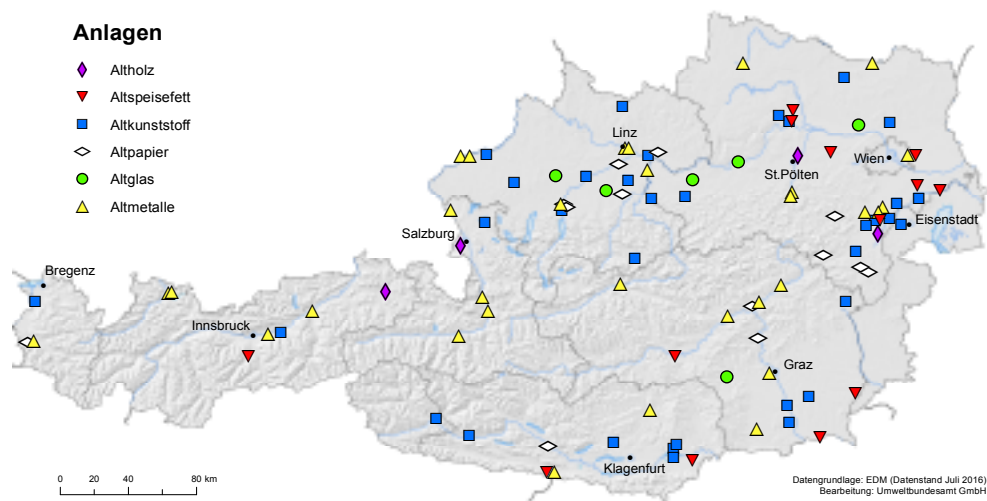 Anlagen
Altholz
Altspeisefett
Altkunststoff
Altpapier
Altglas
Altmetalle
Linz
St.Pölten
Wien
Eisenstadt
Salzburg
Bregenz
Innsbruck
Graz
Klagenfurt
0 20 40 80 km
Datengrundlage: EDM (Datenstand Juli 2016)
Bearbeitung: Umweltbundesamt GmbH